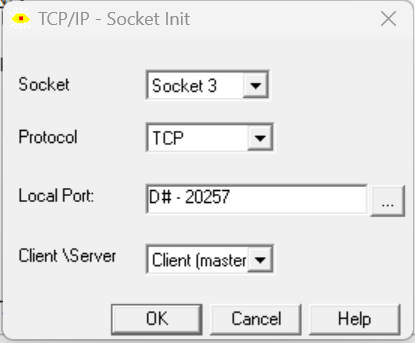 TCP/IP - Socket Init
Socket
Socket 3
Protocol
TCP
Local Port:
D# - 20257
...
Client \Server
Client (master
OK
Cancel
Help